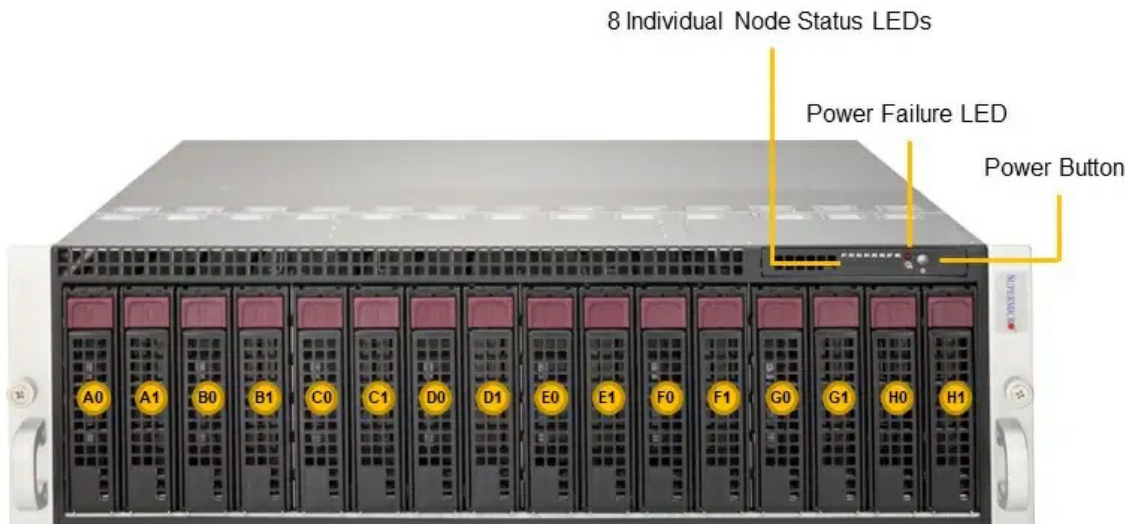 8 Individual Node Status LEDs
Power Failure LED
Power Button
SUPERMICRO
A0 A1 B0 B1 C0 C1 D0 D1 E0 E1 F0 F1 G0 G1 H0 H1